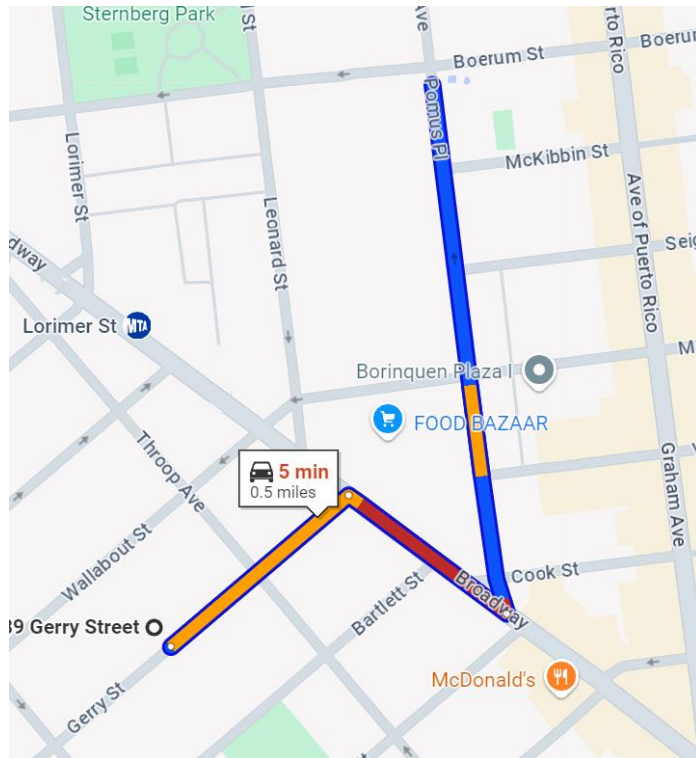 Sternberg Park
d St
Ave
rto Rico
Boerum St
Boerum
Pomus Pl
McKibbin St
Lorimer St
Leonard St
Ave of Puerto Rico
Seig
dway
Lorimer St
MTA
Borinquen Plaza I
M
FOOD BAZAAR
5 min
0.5 miles
Throop Ave
Graham Ave
Wallabout St
Cook St
Bartlett St
Broadway
39 Gerry Street
McDonald's
Gerry St